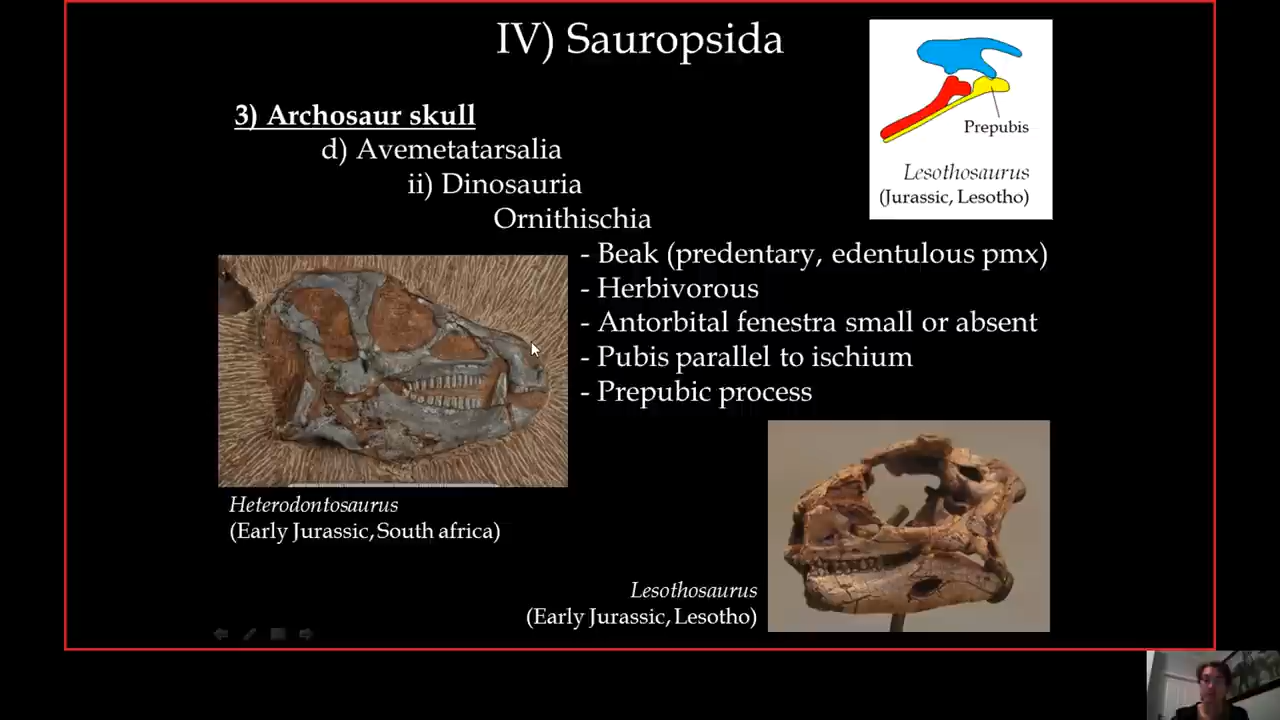 IV) Sauropsida
3) Archosaur skull
d) Avemetatarsalia
ii) Dinosauria
Ornithischia
- Beak (predentary, edentulous pmx)
- Herbivorous
- Antorbital fenestra small or absent
- Pubis parallel to ischium
- Prepubic process
Prepubis
Lesothosaurus
(Jurassic, Lesotho)
Heterodontosaurus
(Early Jurassic, South africa)
Lesothosaurus
(Early Jurassic, Lesotho)